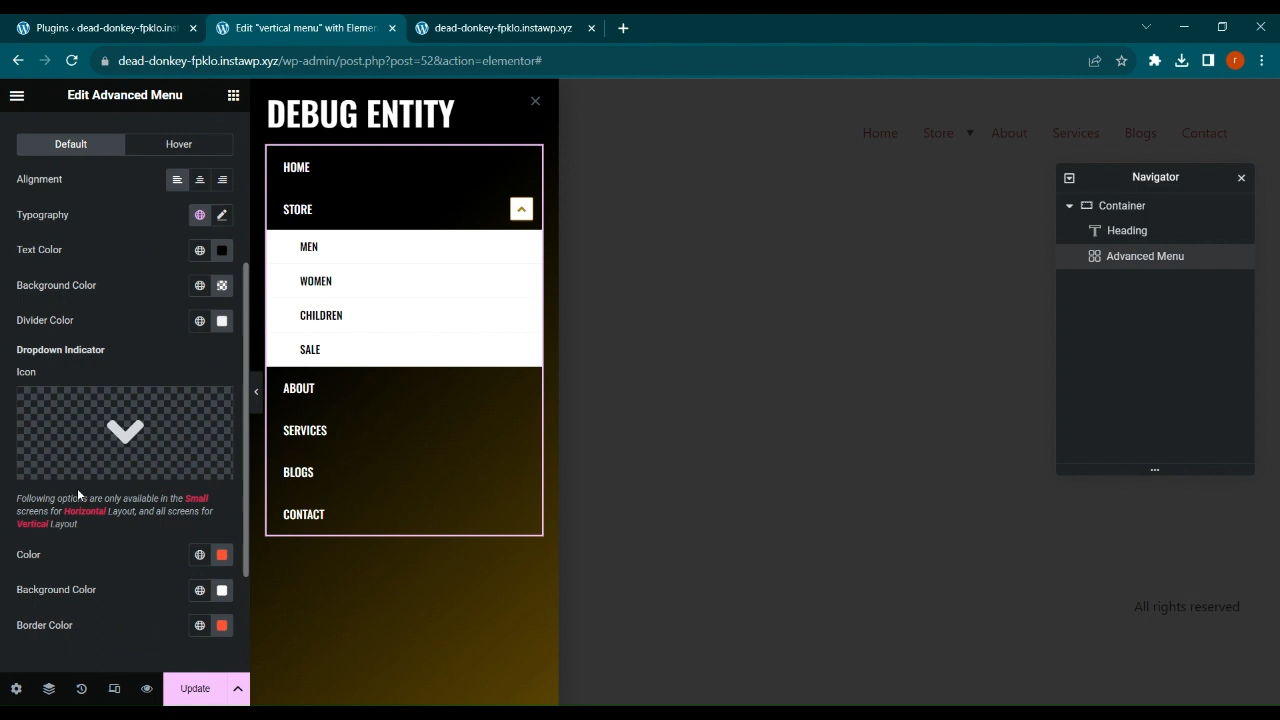 Plugins ‹ dead-donkey-fpklo.inst
Edit "vertical menu" with Elemen
dead-donkey-fpklo.instawp.xyz
dead-donkey-fpklo.instawp.xyz/wp-admin/post.php?post=52&action=elementor#
r
Edit Advanced Menu
Default
Hover
Alignment
Typography
Text Color
Background Color
Divider Color
Dropdown Indicator
Icon
Following options are only available in the Small
screens for Horizontal Layout, and all screens for
Vertical Layout
Color
Background Color
Border Color
Update
DEBUG ENTITY
HOME
STORE
MEN
WOMEN
CHILDREN
SALE
ABOUT
SERVICES
BLOGS
CONTACT
Home Store About Services Blogs Contact
Navigator
Container
Heading
Advanced Menu
All rights reserved